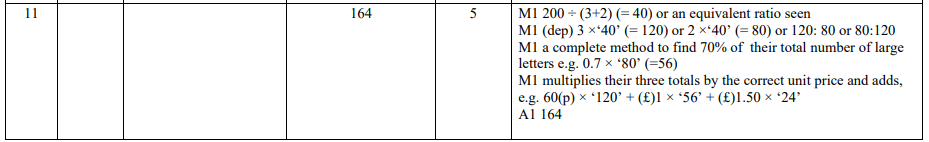 11
164
5
M1 200 ÷ (3+2) (= 40) or an equivalent ratio seen
M1 (dep) 3 ×‘40’ (= 120) or 2 ×‘40’ (= 80) or 120: 80 or 80:120
M1 a complete method to find 70% of  their total number of large
letters e.g. 0.7 × ‘80’ (=56)
M1 multiplies their three totals by the correct unit price and adds,
e.g. 60(p) × ‘120’ + (£)1 × ‘56’ + (£)1.50 × ‘24’
A1 164